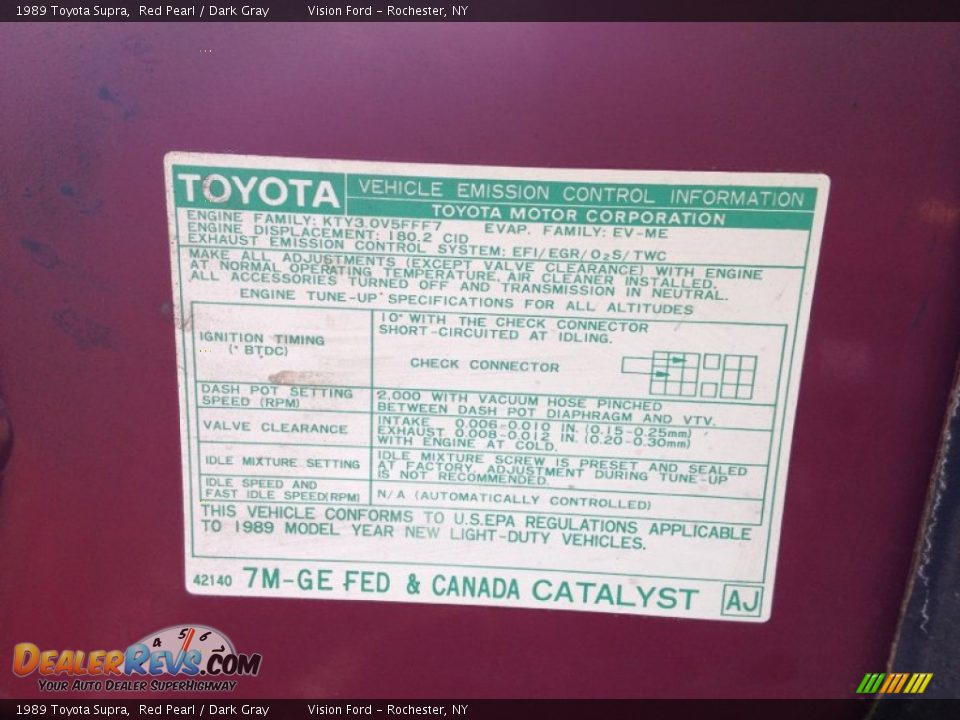 1989 Toyota Supra, Red Pearl / Dark Gray Vision Ford - Rochester, NY
TOYOTA VEHICLE EMISSION CONTROL INFORMATION
TOYOTA MOTOR CORPORATION
ENGINE FAMILY: KTY3.0V5FFF7 EVAP. FAMILY: EV-ME
ENGINE DISPLACEMENT: 180.2 CID
EXHAUST EMISSION CONTROL SYSTEM: EFI/EGR/O2S/TWC
MAKE ALL ADJUSTMENTS (EXCEPT VALVE CLEARANCE) WITH ENGINE
AT NORMAL OPERATING TEMPERATURE, AIR CLEANER INSTALLED,
ALL ACCESSORIES TURNED OFF AND TRANSMISSION IN NEUTRAL.
ENGINE TUNE-UP SPECIFICATIONS FOR ALL ALTITUDES
IGNITION TIMING
(° BTDC)
10° WITH THE CHECK CONNECTOR
SHORT-CIRCUITED AT IDLING.
CHECK CONNECTOR
DASH POT SETTING
SPEED (RPM)
2,000 WITH VACUUM HOSE PINCHED
BETWEEN DASH POT DIAPHRAGM AND VTV.
VALVE CLEARANCE
INTAKE 0.006-0.010 IN. (0.15-0.25mm)
EXHAUST 0.008-0.012 IN. (0.20-0.30mm)
WITH ENGINE AT COLD.
IDLE MIXTURE SETTING
IDLE MIXTURE SCREW IS PRESET AND SEALED
AT FACTORY. ADJUSTMENT DURING TUNE-UP
IS NOT RECOMMENDED.
IDLE SPEED AND
FAST IDLE SPEED(RPM)
N/A (AUTOMATICALLY CONTROLLED)
THIS VEHICLE CONFORMS TO U.S.EPA REGULATIONS APPLICABLE
TO 1989 MODEL YEAR NEW LIGHT-DUTY VEHICLES.
42140 7M-GE FED & CANADA CATALYST AJ
4 5 6
DEALERREVS.COM
YOUR AUTO DEALER SUPERHIGHWAY
1989 Toyota Supra, Red Pearl / Dark Gray Vision Ford - Rochester, NY